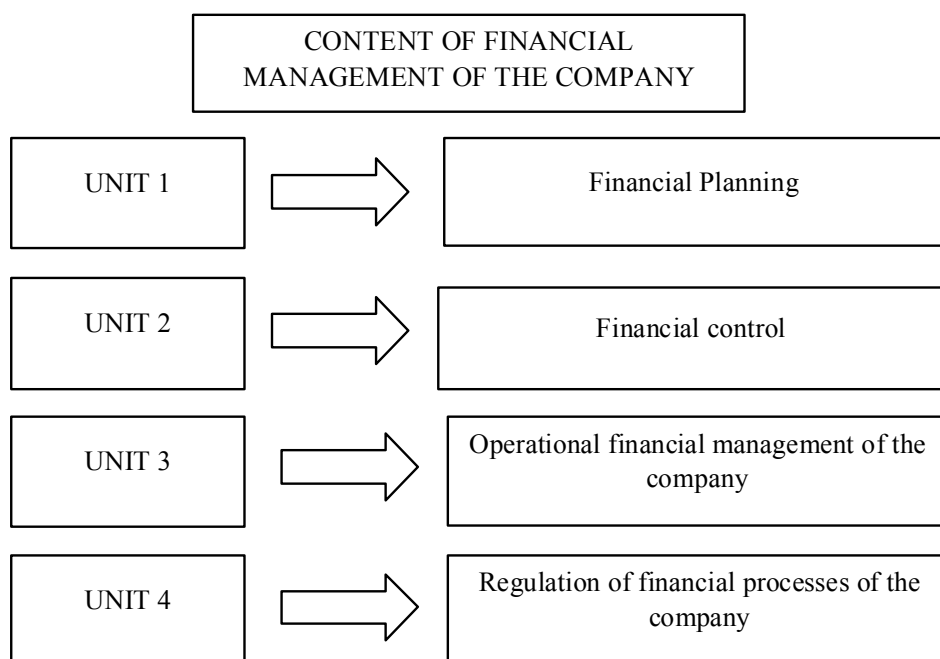 CONTENT OF FINANCIAL
MANAGEMENT OF THE COMPANY
UNIT 1
Financial Planning
UNIT 2
Financial control
UNIT 3
Operational financial management of the
company
UNIT 4
Regulation of financial processes of the
company